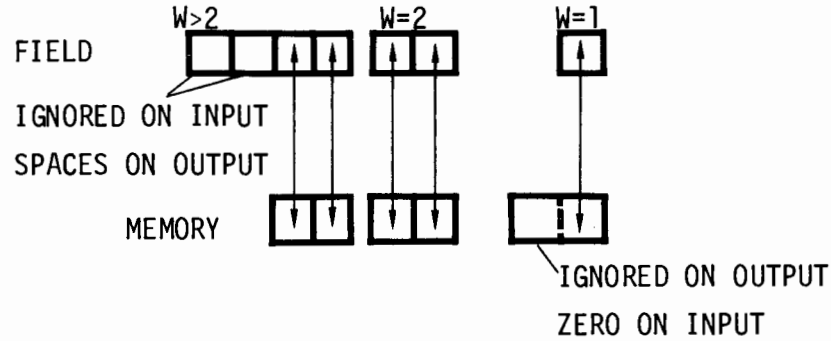 W>2 W=2 W=1
FIELD
IGNORED ON INPUT
SPACES ON OUTPUT
MEMORY
IGNORED ON OUTPUT
ZERO ON INPUT